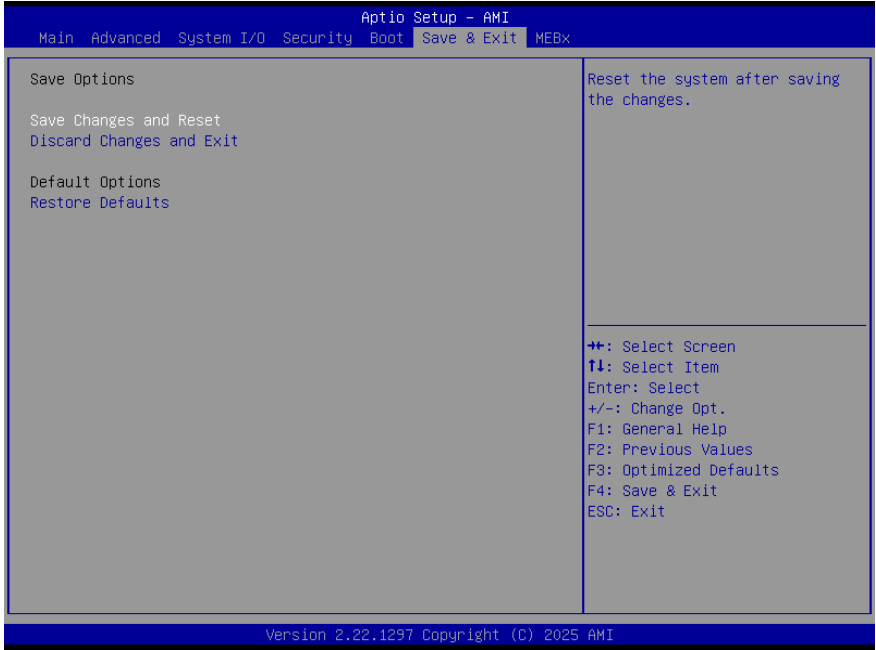 Aptio Setup – AMI
Main Advanced System I/O Security Boot Save & Exit MEBx
Save Options
Save Changes and Reset
Discard Changes and Exit
Default Options
Restore Defaults
Reset the system after saving
the changes.
→←: Select Screen
↑↓: Select Item
Enter: Select
+/-: Change Opt.
F1: General Help
F2: Previous Values
F3: Optimized Defaults
F4: Save & Exit
ESC: Exit
Version 2.22.1297 Copyright (C) 2025 AMI